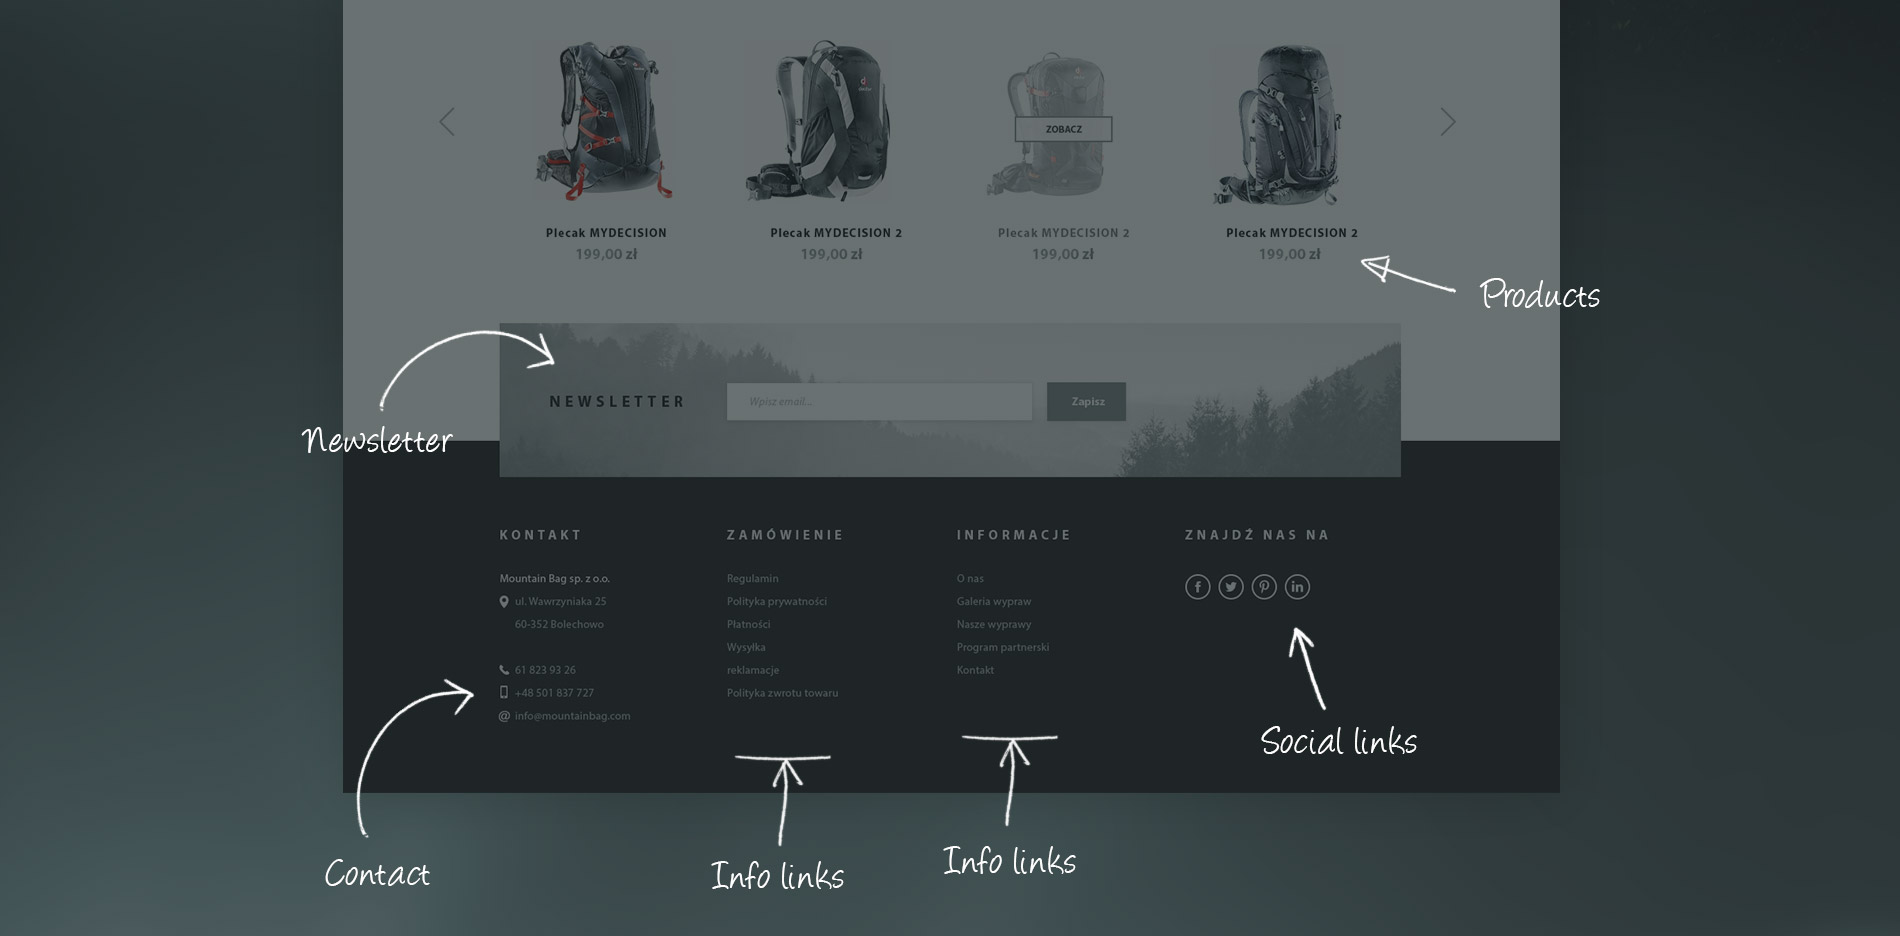 ZOBACZ
Plecak MYDECISION
Plecak MYDECISION 2
Plecak MYDECISION 2
Plecak MYDECISION 2
199,00 zł
199,00 zł
199,00 zł
199,00 zł
Products
NEWSLETTER
Wpisz email...
Zapisz
Newsletter
KONTAKT
Mountain Bag sp. z o.o.
ul. Wawrzyniaka 25
60-352 Bolechowo
61 823 93 26
+48 501 837 727
@ info@mountainbag.com
ZAMÓWIENIE
Regulamin
Polityka prywatności
Płatności
Wysyłka
reklamacje
Polityka zwrotu towaru
INFORMACJE
O nas
Galeria wypraw
Nasze wyprawy
Program partnerski
Kontakt
ZNAJDŹ NAS NA
Social links
Contact
Info links
Info links